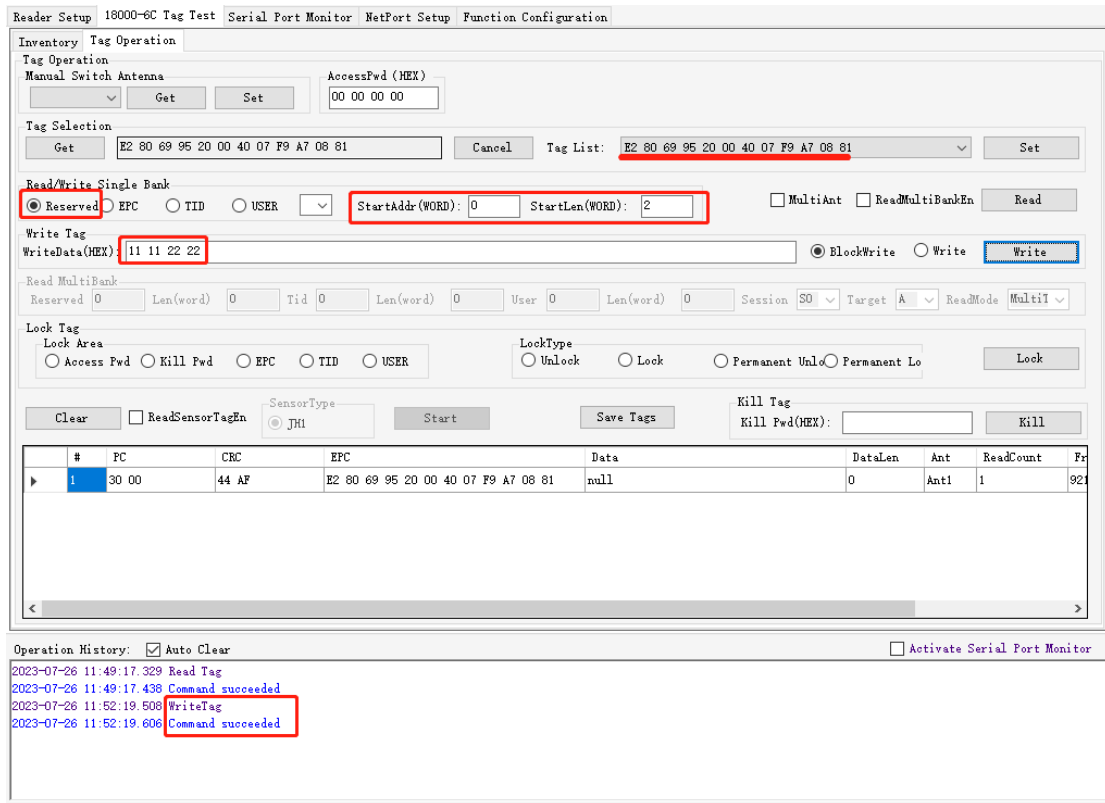 Reader Setup 18000-6C Tag Test Serial Port Monitor NetPort Setup Function Configuration
Inventory Tag Operation
Tag Operation
Manual Switch Antenna AccessPwd (HEX)
Get Set 00 00 00 00
Tag Selection
Get E2 80 69 95 20 00 40 07 F9 A7 08 81 Cancel Tag List: E2 80 69 95 20 00 40 07 F9 A7 08 81 Set
Read/Write Single Bank
Reserved EPC TID USER StartAddr(WORD): 0 StartLen(WORD): 2 MultiAnt ReadMultiBankEn Read
Write Tag
WriteData(HEX): 11 11 22 22 BlockWrite Write Write
Read MultiBank
Reserved 0 Len(word) 0 Tid 0 Len(word) 0 User 0 Len(word) 0 Session S0 Target A ReadMode MultiT
Lock Tag
Lock Area LockType
Access Pwd Kill Pwd EPC TID USER Unlock Lock Permanent Unlo Permanent Lo Lock
SensorType Kill Tag
Clear ReadSensorTagEn JH1 Start Save Tags Kill Pwd(HEX): Kill
# PC CRC EPC Data DataLen Ant ReadCount Fr
1 30 00 44 AF E2 80 69 95 20 00 40 07 F9 A7 08 81 null 0 Ant1 1 921
Operation History: Auto Clear Activate Serial Port Monitor
2023-07-26 11:49:17.329 Read Tag
2023-07-26 11:49:17.438 Command succeeded
2023-07-26 11:52:19.508 WriteTag
2023-07-26 11:52:19.606 Command succeeded